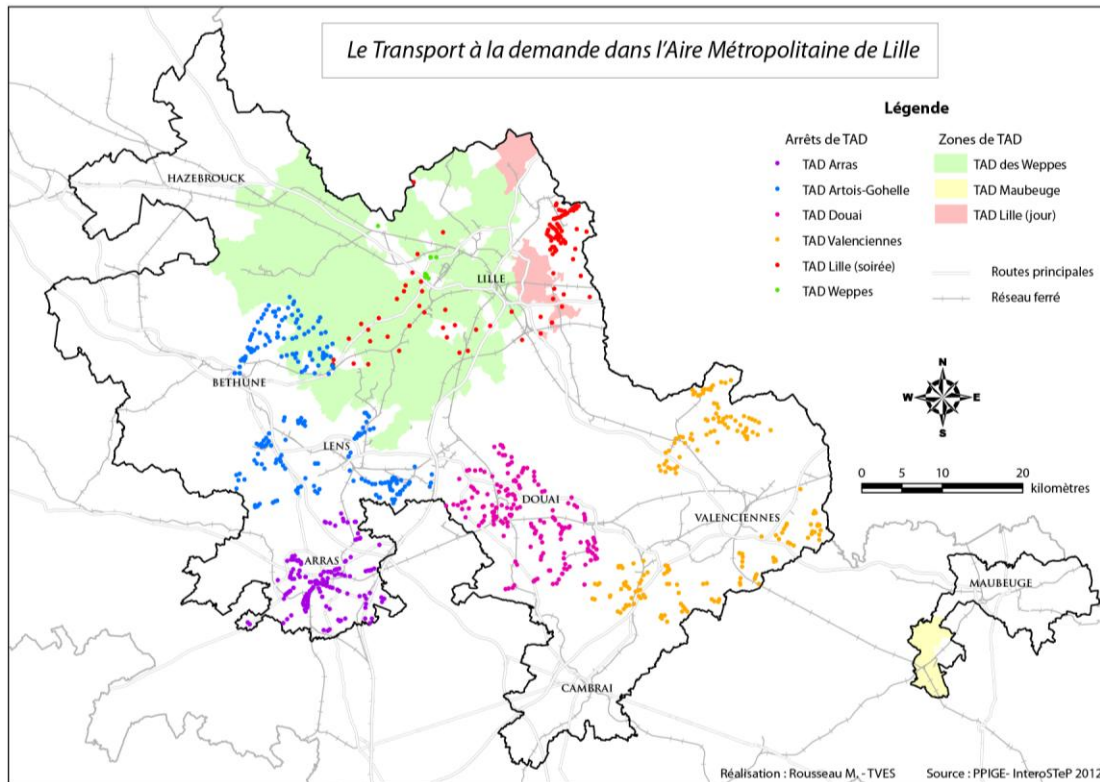 Le Transport à la demande dans l'Aire Métropolitaine de Lille
Légende
Arrêts de TAD
TAD Arras
TAD Artois-Gohelle
TAD Douai
TAD Valenciennes
TAD Lille (soirée)
TAD Weppes
Zones de TAD
TAD des Weppes
TAD Maubeuge
TAD Lille (jour)
Routes principales
Réseau ferré
HAZEBROUCK
LILLE
BETHUNE
LENS
DOUAI
VALENCIENNES
ARRAS
MAUBEUGE
CAMBRAI
N
W E
S
0 5 10 20
kilomètres
Réalisation : Rousseau M. - TVES Source : PPIGE- InteroSTeP 2012